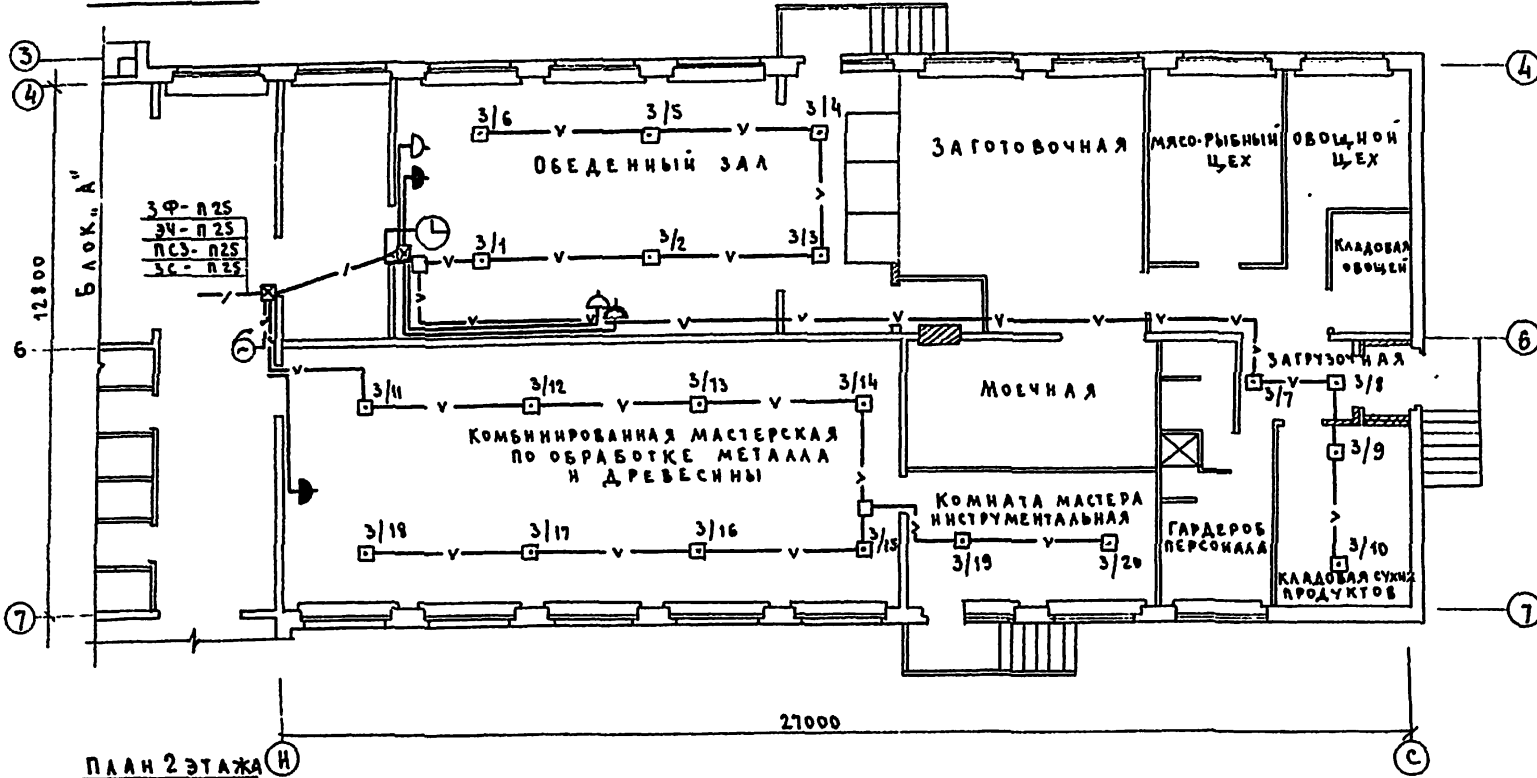 3
4
4
3/6
3/5
3/4
ОБЕДЕННЫЙ ЗАЛ
ЗАГОТОВОЧНАЯ
МЯСО-РЫБНЫЙ
ЦЕХ
ОВОЩНОЙ
ЦЕХ
БЛОК „А"
3Ф-П25
ЭЧ-П25
ПСЗ-П25
3С-П25
3/1
3/2
3/3
КЛАДОВАЯ
ОВОЩЕЙ
12800
6
6
ЗАГРУЗОЧНАЯ
3/7
3/8
3/11
3/12
3/13
3/14
МОЕЧНАЯ
КОМБИНИРОВАННАЯ МАСТЕРСКАЯ
ПО ОБРАБОТКЕ МЕТАЛЛА
И ДРЕВЕСИНЫ
3/9
КОМНАТА МАСТЕРА
ИНСТРУМЕНТАЛЬНАЯ
3/18
3/17
3/16
3/15
3/19
3/20
ГАРДЕРОБ
ПЕРСОНАЛА
3/10
КЛАДОВАЯ СУХИХ
ПРОДУКТОВ
7
7
27000
ПЛАН 2 ЭТАЖА
Н
С